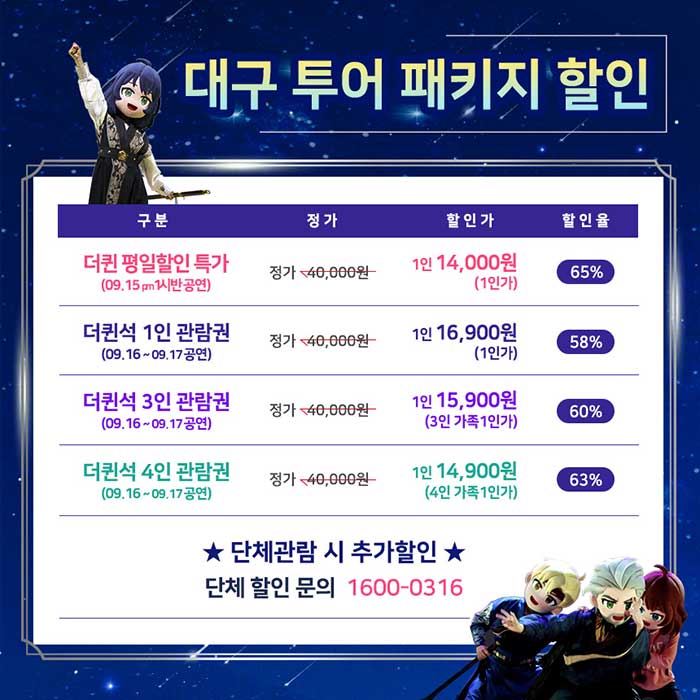 대구 투어 패키지 할인
구분 정가 할인가 할인율
더퀸 평일할인 특가
(09.15 pm1시반 공연)
정가 40,000원
1인 14,000원
(1인가)
65%
더퀸석 1인 관람권
(09.16 ~ 09.17 공연)
정가 40,000원
1인 16,900원
(1인가)
58%
더퀸석 3인 관람권
(09.16 ~ 09.17 공연)
정가 40,000원
1인 15,900원
(3인 가족1인가)
60%
더퀸석 4인 관람권
(09.16 ~ 09.17 공연)
정가 40,000원
1인 14,900원
(4인 가족1인가)
63%
★ 단체관람 시 추가할인 ★
단체 할인 문의 1600-0316